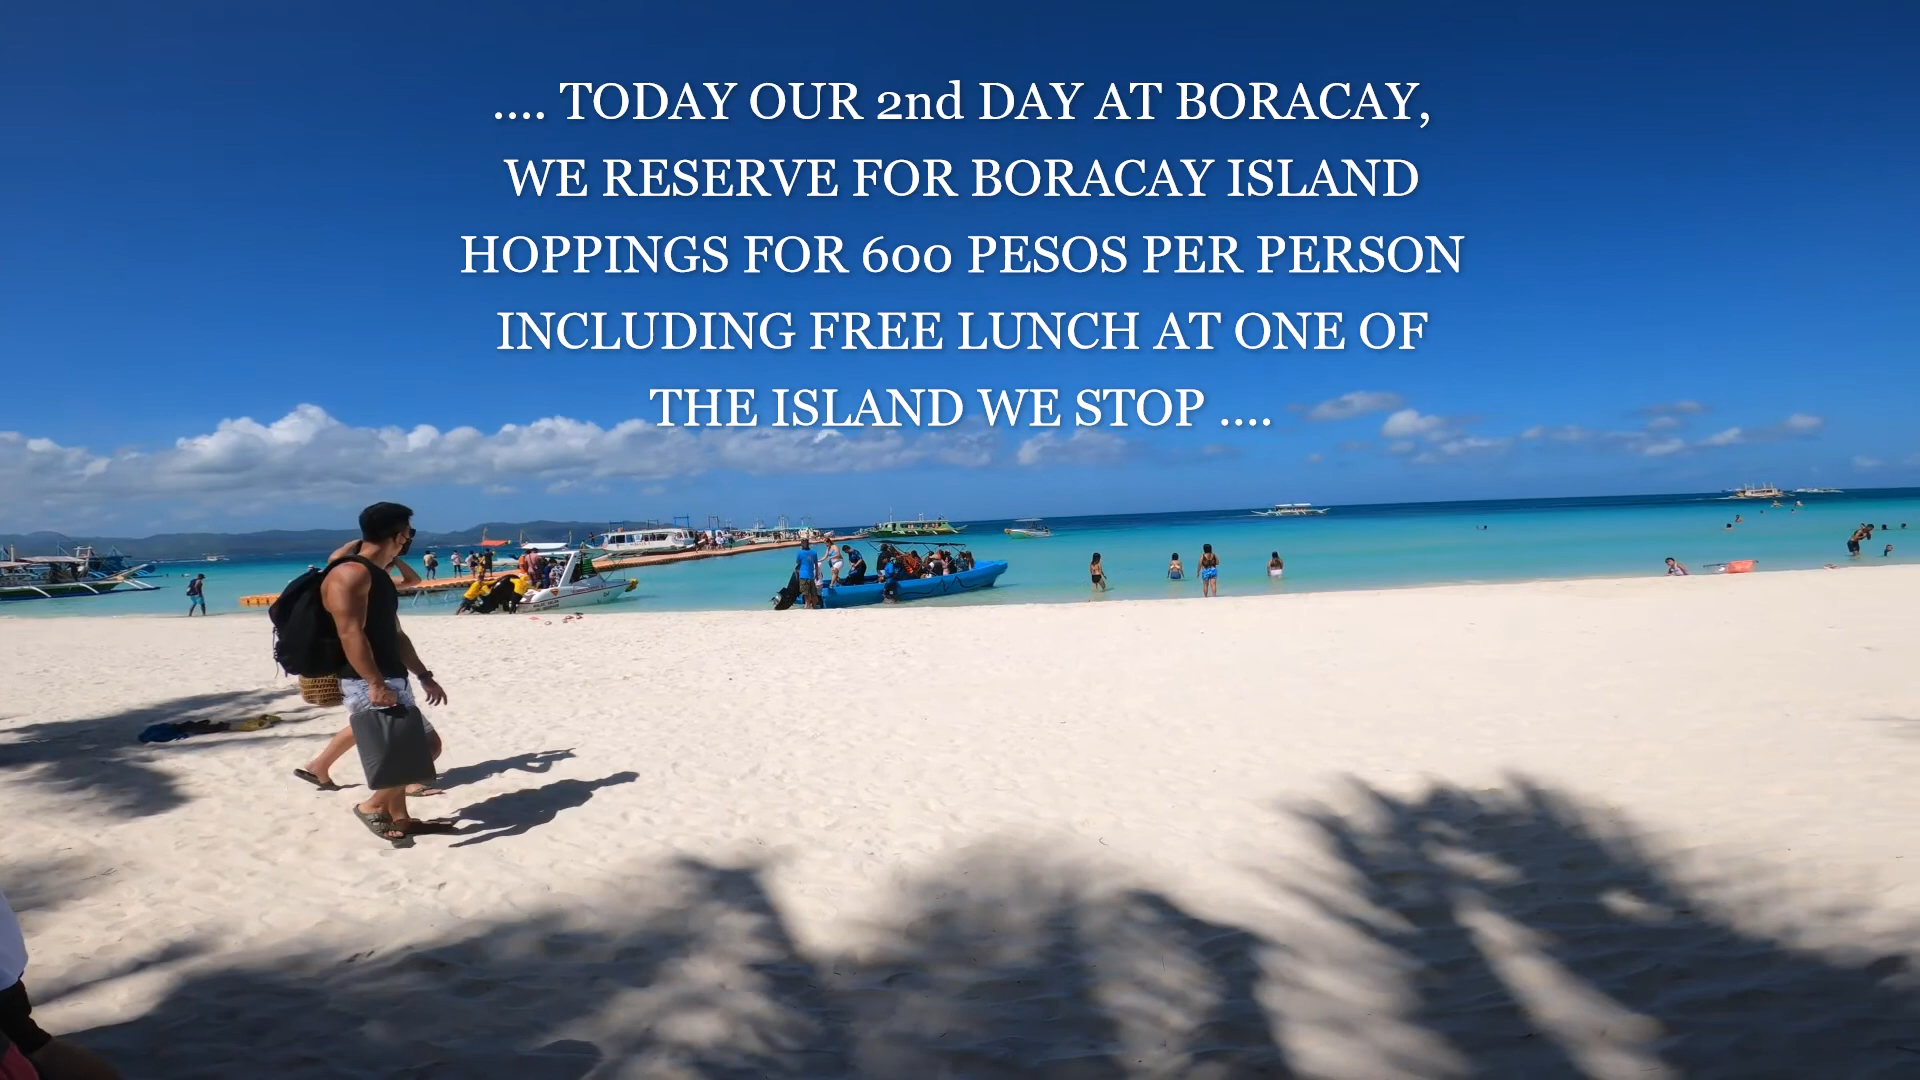 .... TODAY OUR 2nd DAY AT BORACAY,
WE RESERVE FOR BORACAY ISLAND
HOPPINGS FOR 600 PESOS PER PERSON
INCLUDING FREE LUNCH AT ONE OF
THE ISLAND WE STOP ....